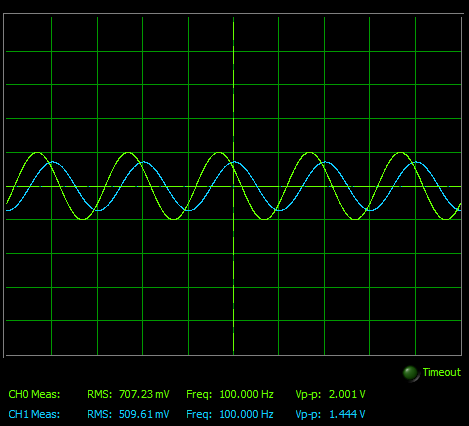 Timeout
CH0 Meas: RMS: 707.23 mV Freq: 100.000 Hz Vp-p: 2.001 V
CH1 Meas: RMS: 509.61 mV Freq: 100.000 Hz Vp-p: 1.444 V